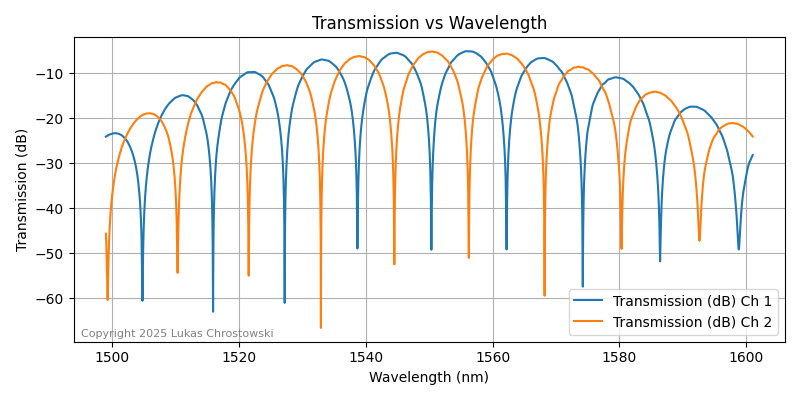 Transmission vs Wavelength
Transmission (dB)
−10
−20
−30
−40
−50
−60
Transmission (dB) Ch 1
Transmission (dB) Ch 2
Copyright 2025 Lukas Chrostowski
1500
1520
1540
1560
1580
1600
Wavelength (nm)